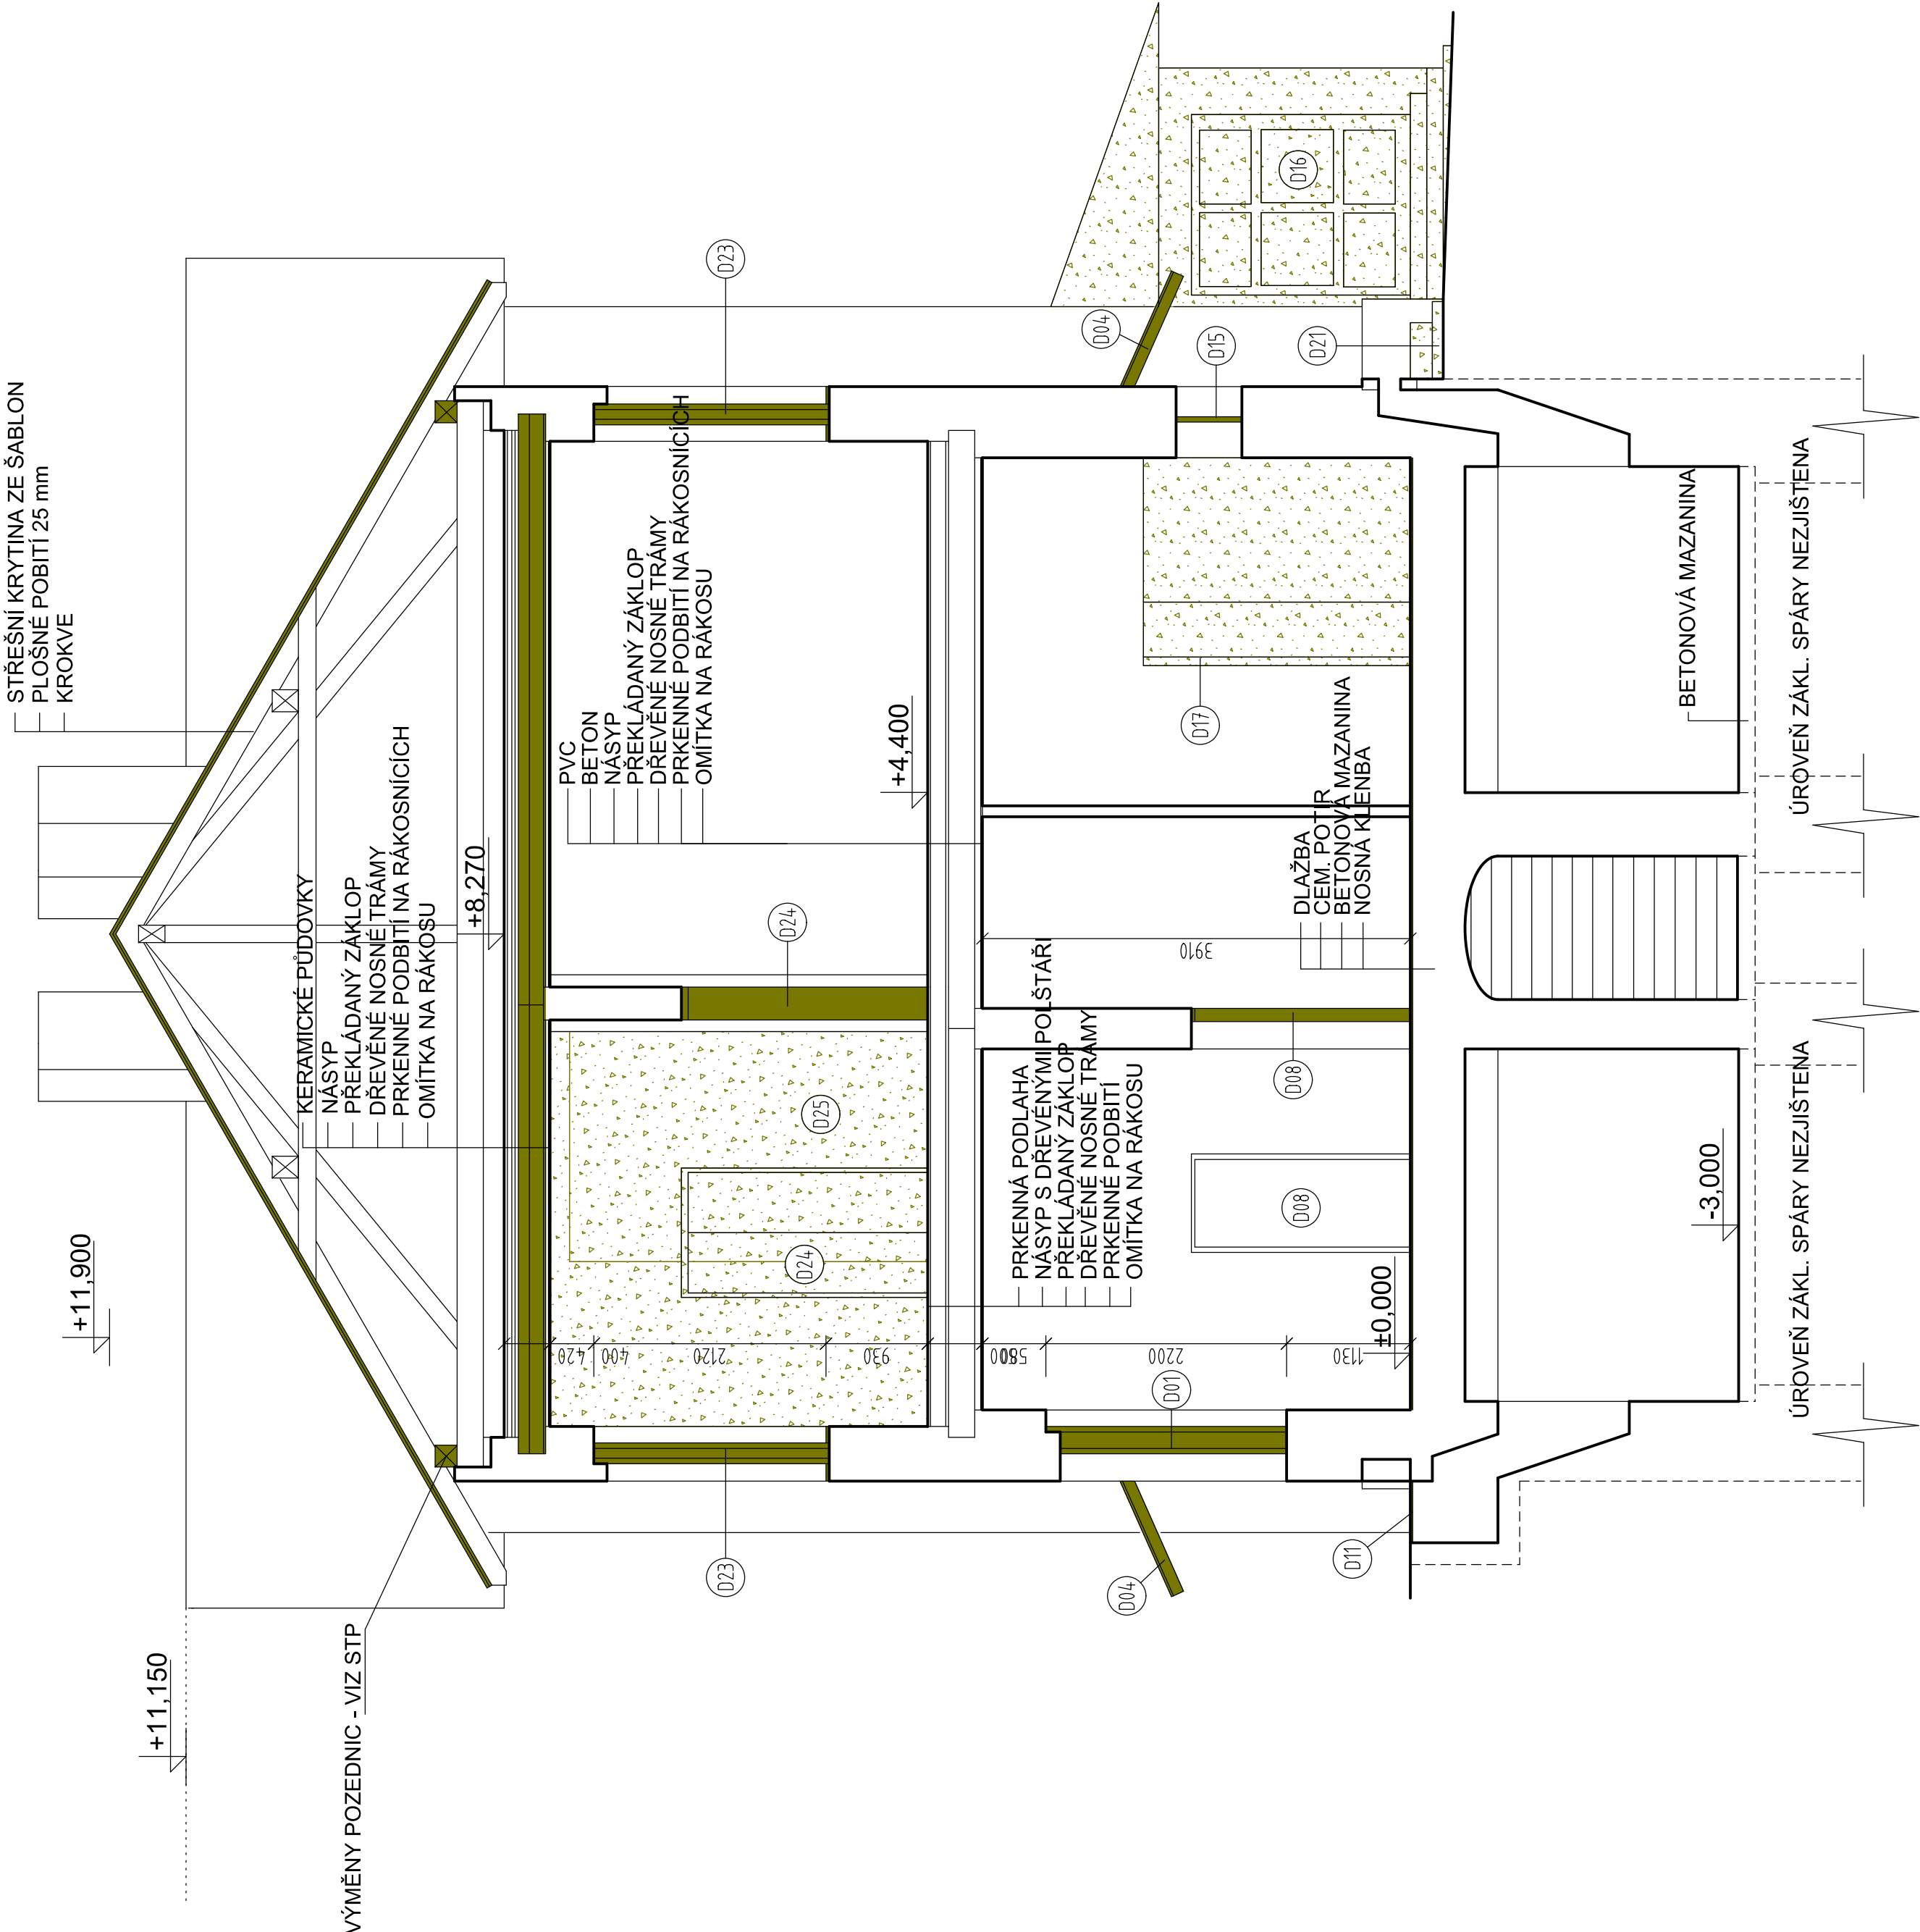 STŘEŠNÍ KRYTINA ZE ŠABLON
PLOŠNÉ POBITÍ 25 mm
KROKVE
+11,900
+11,150
VÝMĚNY POZEDNIC - VIZ STP
KERAMICKÉ PŮDOVKY
NÁSYP
PŘEKLÁDANÝ ZÁKLOP
DŘEVĚNÉ NOSNÉ TRÁMY
PRKENNÉ PODBITÍ NA RÁKOSNÍCÍCH
OMÍTKA NA RÁKOSU
+8,270
PVC
BETON
NÁSYP
PŘEKLÁDANÝ ZÁKLOP
DŘEVĚNÉ NOSNÉ TRÁMY
PRKENNÉ PODBITÍ NA RÁKOSNÍCÍCH
OMÍTKA NA RÁKOSU
+4,400
D23
D23
D24
D24
D25
420
400
2120
930
500
2200
1130
3910
PRKENNÁ PODLAHA
NÁSYP S DŘEVĚNÝMI POLŠTÁŘI
PŘEKLÁDANÝ ZÁKLOP
DŘEVĚNÉ NOSNÉ TRÁMY
PRKENNÉ PODBITÍ
OMÍTKA NA RÁKOSU
D04
D04
D01
D08
D08
D11
D15
D16
D17
D21
±0,000
DLAŽBA
CEM. POTĚR
BETONOVÁ MAZANINA
NOSNÁ KLENBA
BETONOVÁ MAZANINA
-3,000
ÚROVEŇ ZÁKL. SPÁRY NEZJIŠTENA
ÚROVEŇ ZÁKL. SPÁRY NEZJIŠTENA